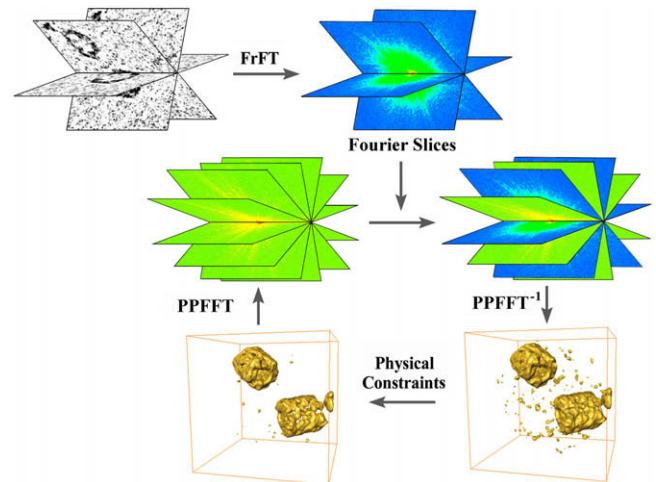 FrFT
Fourier Slices
PPFFT
PPFFT⁻¹
Physical
Constraints